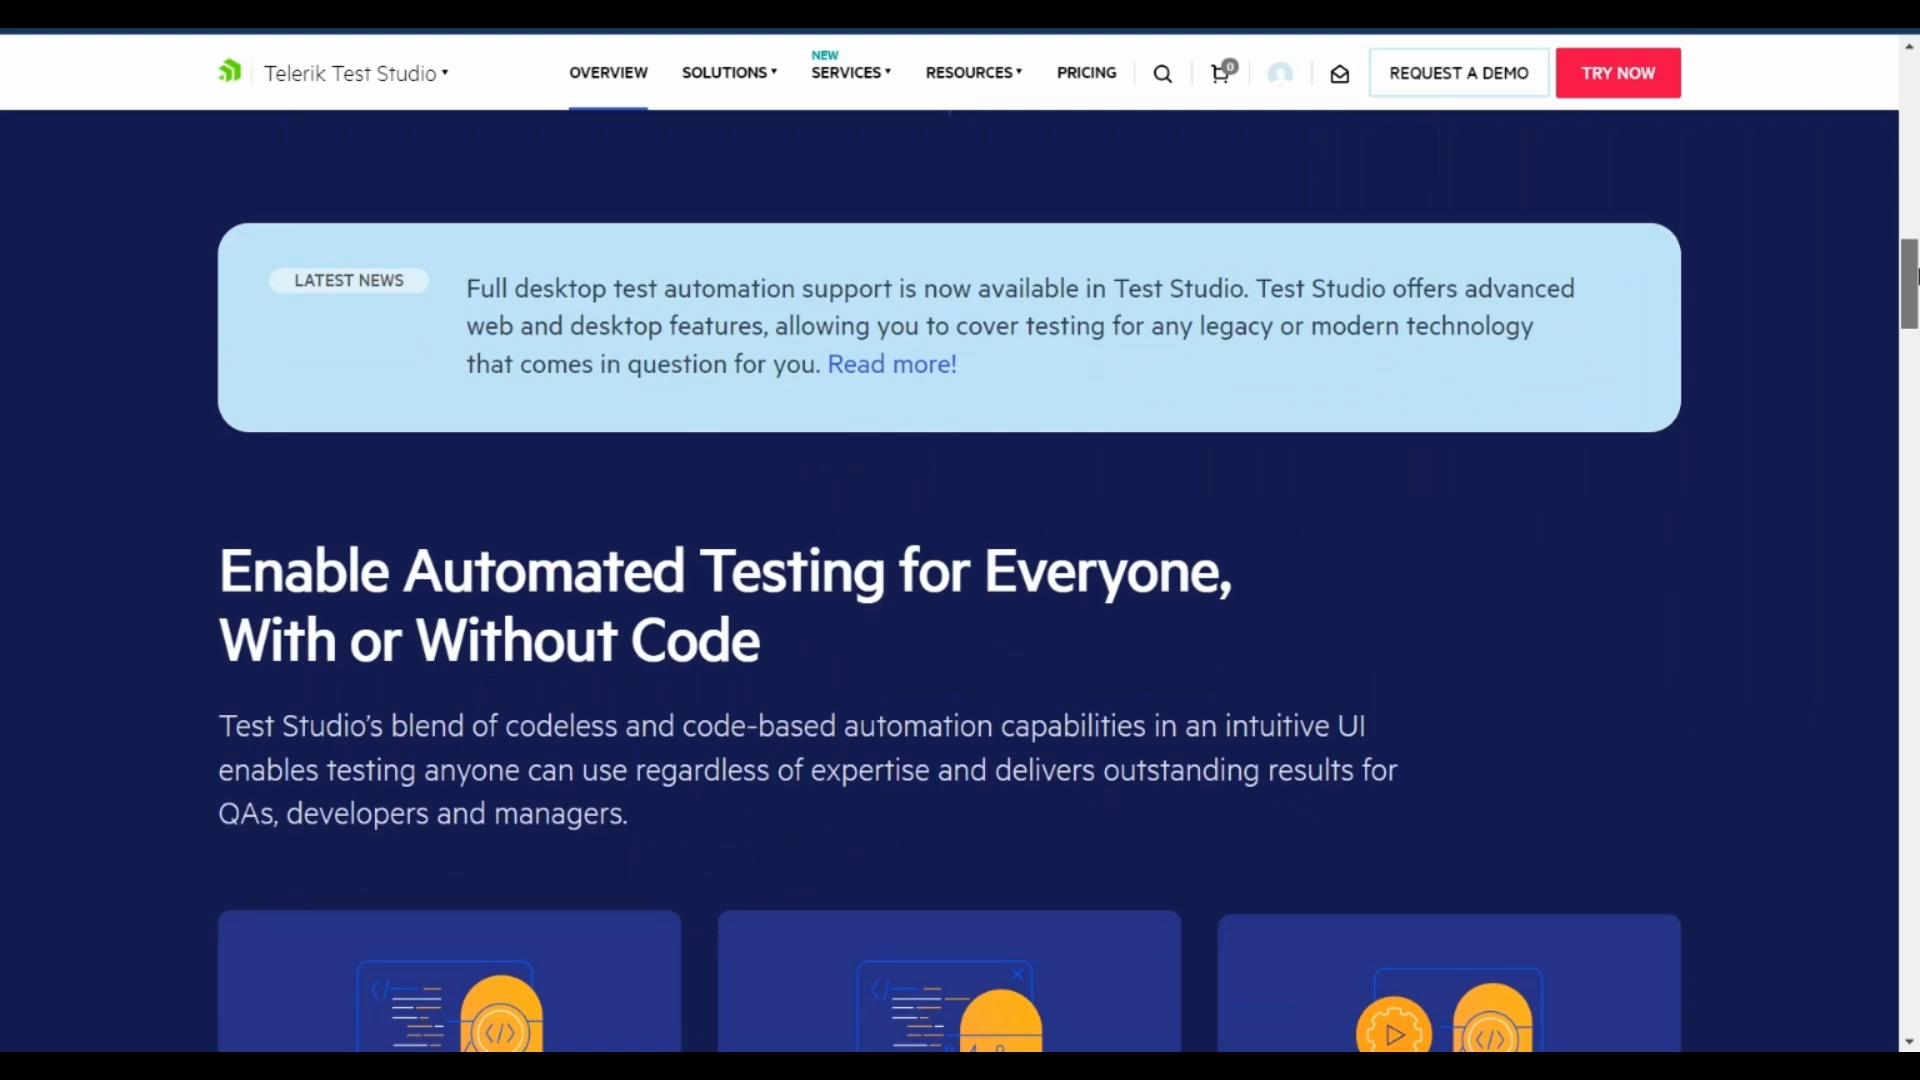 Telerik Test Studio
OVERVIEW
SOLUTIONS
NEW
SERVICES
RESOURCES
PRICING
0
REQUEST A DEMO
TRY NOW
LATEST NEWS
Full desktop test automation support is now available in Test Studio. Test Studio offers advanced
web and desktop features, allowing you to cover testing for any legacy or modern technology
that comes in question for you. Read more!
Enable Automated Testing for Everyone,
With or Without Code
Test Studio’s blend of codeless and code-based automation capabilities in an intuitive UI
enables testing anyone can use regardless of expertise and delivers outstanding results for
QAs, developers and managers.